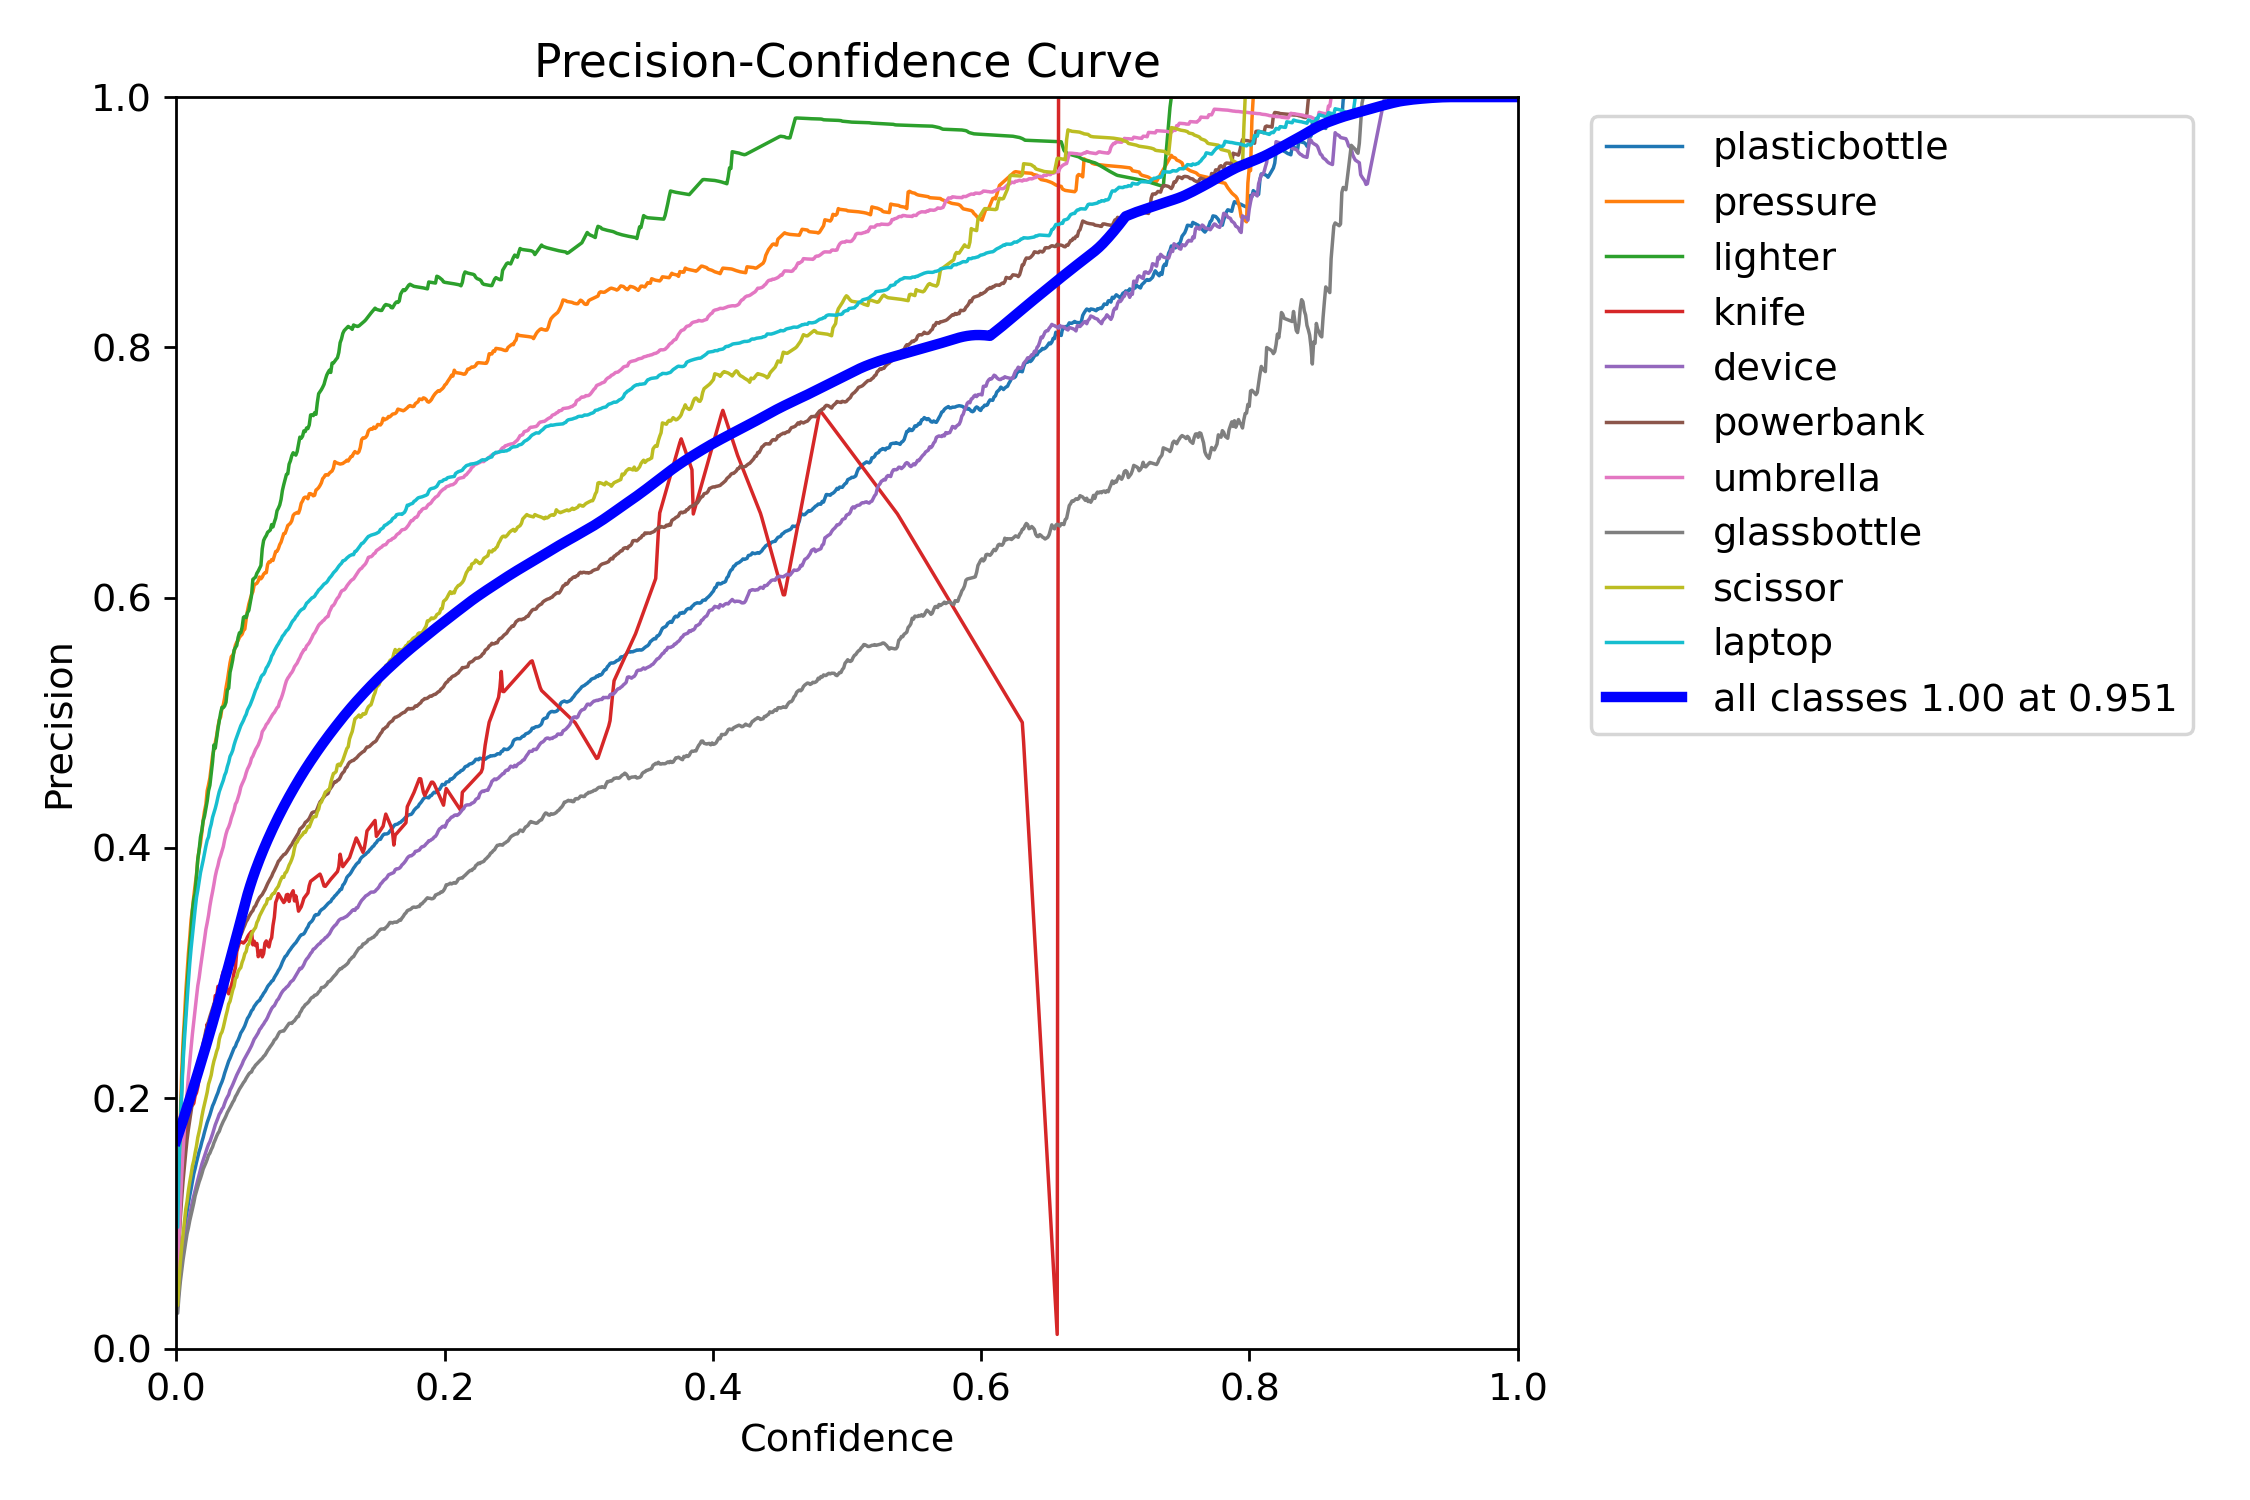 Precision-Confidence Curve
1.0
0.8
0.6
0.4
0.2
0.0
Precision
0.0 0.2 0.4 0.6 0.8 1.0
Confidence
plasticbottle
pressure
lighter
knife
device
powerbank
umbrella
glassbottle
scissor
laptop
all classes 1.00 at 0.951